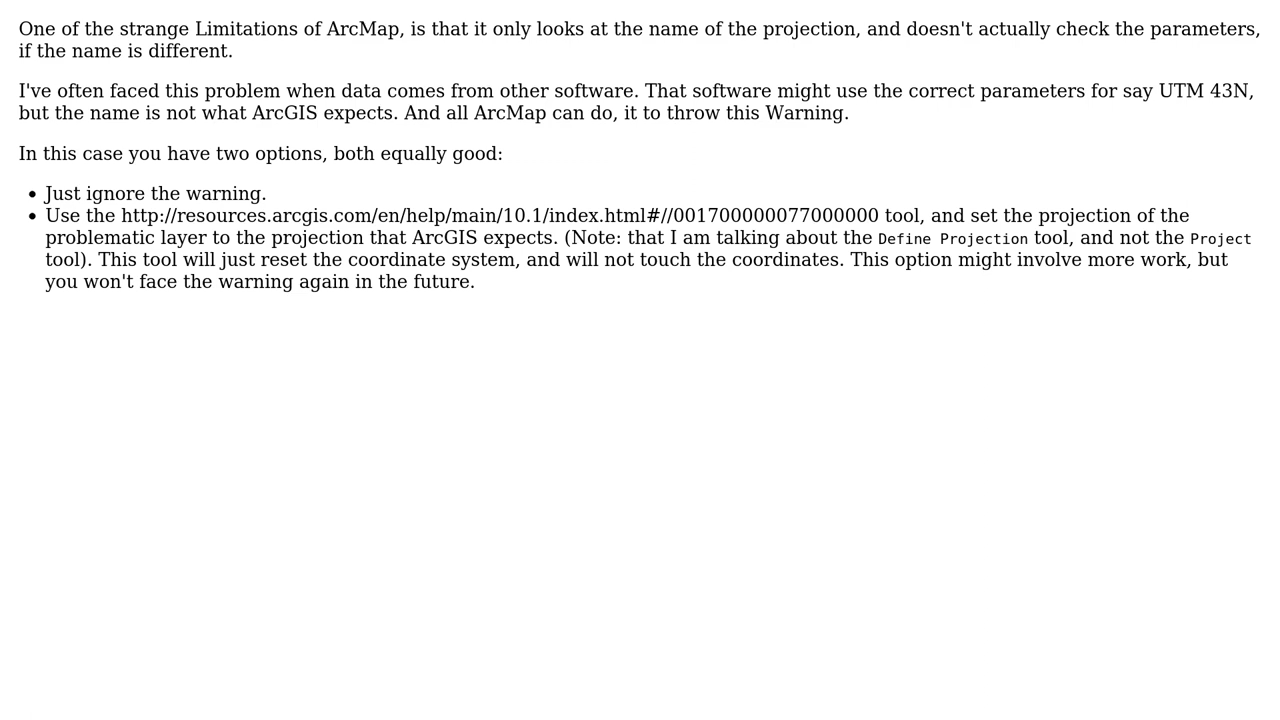 One of the strange Limitations of ArcMap, is that it only looks at the name of the projection, and doesn't actually check the parameters,
if the name is different.
I've often faced this problem when data comes from other software. That software might use the correct parameters for say UTM 43N,
but the name is not what ArcGIS expects. And all ArcMap can do, it to throw this Warning.
In this case you have two options, both equally good:
• Just ignore the warning.
• Use the http://resources.arcgis.com/en/help/main/10.1/index.html#//001700000077000000 tool, and set the projection of the
problematic layer to the projection that ArcGIS expects. (Note: that I am talking about the Define Projection tool, and not the Project
tool). This tool will just reset the coordinate system, and will not touch the coordinates. This option might involve more work, but
you won't face the warning again in the future.